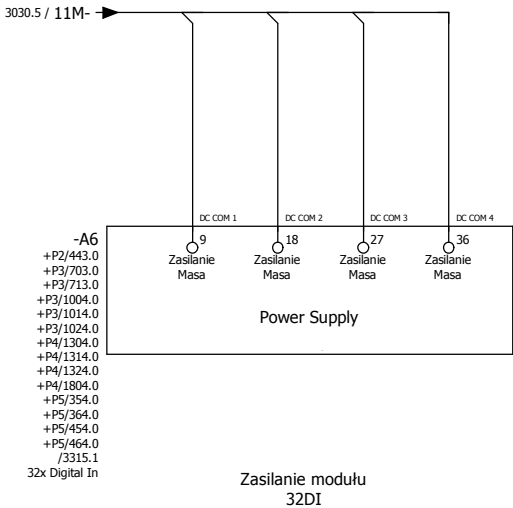 3030.5 / 11M-
DC COM 1 DC COM 2 DC COM 3 DC COM 4
-A6
9 18 27 36
Zasilanie Zasilanie Zasilanie Zasilanie
Masa Masa Masa Masa
+P2/443.0
+P3/703.0
+P3/713.0
+P3/1004.0
+P3/1014.0
+P3/1024.0
+P4/1304.0
+P4/1314.0
+P4/1324.0
+P4/1804.0
+P5/354.0
+P5/364.0
+P5/454.0
+P5/464.0
/3315.1
32x Digital In
Power Supply
Zasilanie modułu
32DI